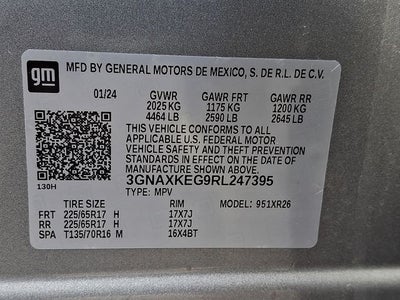 gm
MFD BY GENERAL MOTORS DE MEXICO, S. DE R.L. DE C.V.
01/24 GVWR GAWR FRT GAWR RR
2025 KG 1175 KG 1200 KG
4464 LB 2590 LB 2645 LB
THIS VEHICLE CONFORMS TO ALL
APPLICABLE U.S. FEDERAL MOTOR
VEHICLE SAFETY AND THEFT PREVENTION
STANDARDS IN EFFECT ON THE DATE OF
MANUFACTURE SHOWN ABOVE.
130H 3GNAXKEG9RL247395
TYPE: MPV
TIRE SIZE RIM MODEL: 951XR26
FRT 225/65R17 H 17X7J
RR 225/65R17 H 17X7J
SPA T135/70R16 M 16X4BT